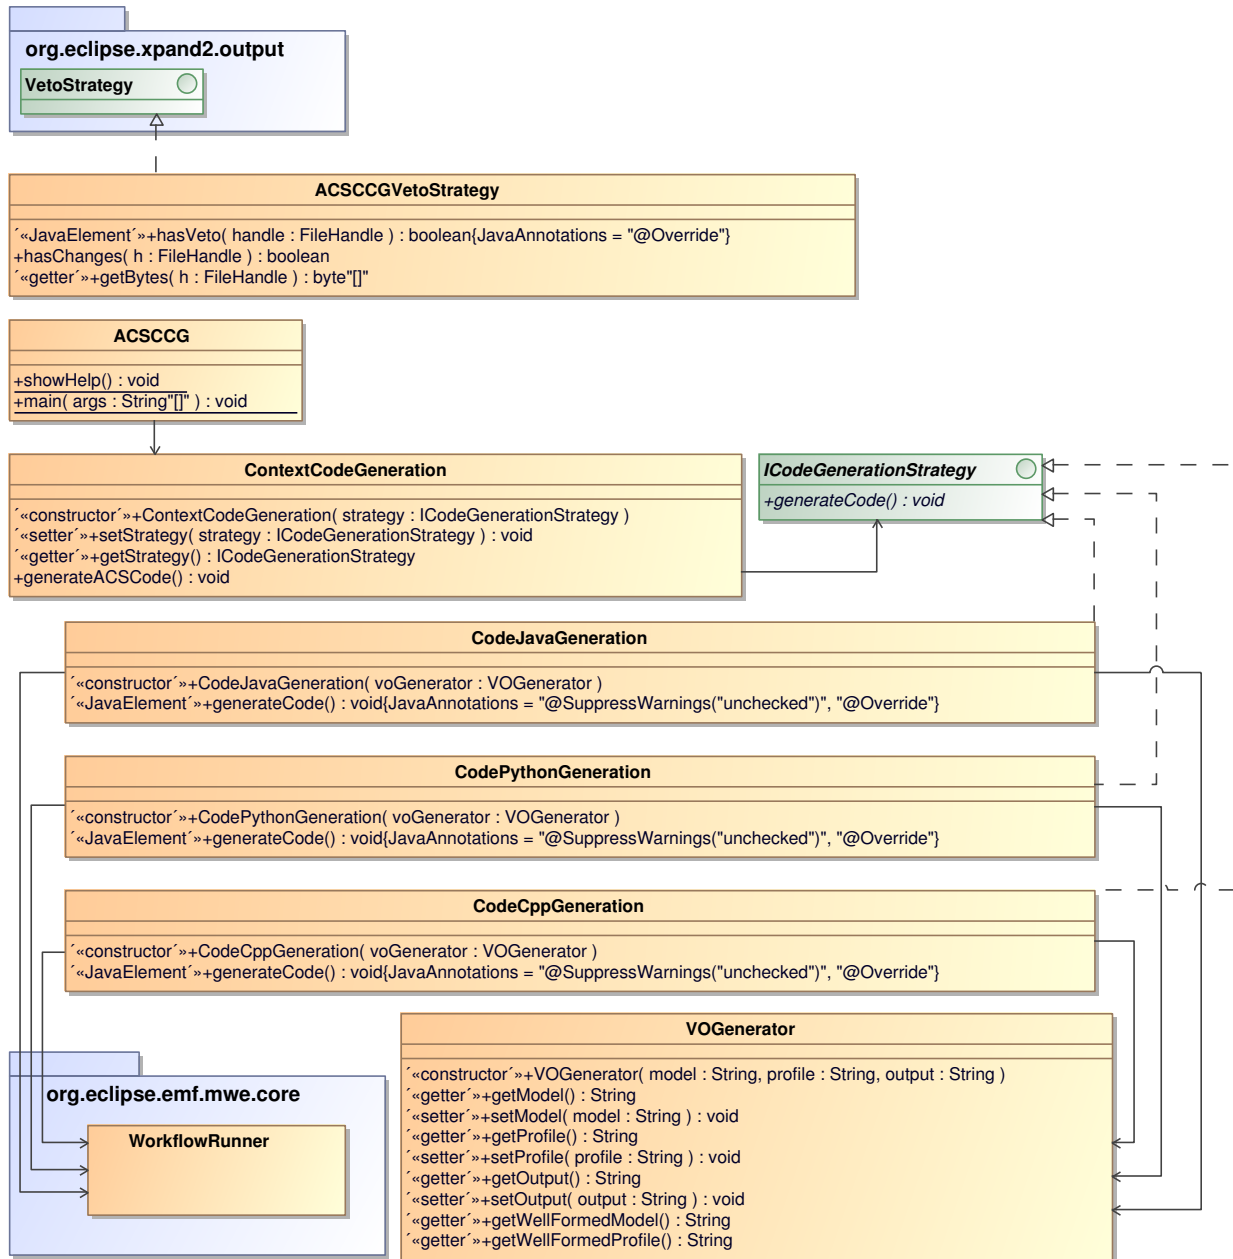 org.eclipse.xpand2.output
VetoStrategy
ACSCCGVetoStrategy
´«JavaElement´»+hasVeto( handle : FileHandle ) : boolean{JavaAnnotations = "@Override"}
+hasChanges( h : FileHandle ) : boolean
´«getter´»+getBytes( h : FileHandle ) : byte"[]"
ACSCCG
+showHelp() : void
+main( args : String"[]" ) : void
ContextCodeGeneration
´«constructor´»+ContextCodeGeneration( strategy : ICodeGenerationStrategy )
´«setter´»+setStrategy( strategy : ICodeGenerationStrategy ) : void
´«getter´»+getStrategy() : ICodeGenerationStrategy
+generateACSCode() : void
ICodeGenerationStrategy
+generateCode() : void
CodeJavaGeneration
´«constructor´»+CodeJavaGeneration( voGenerator : VOGenerator )
´«JavaElement´»+generateCode() : void{JavaAnnotations = "@SuppressWarnings("unchecked")", "@Override"}
CodePythonGeneration
´«constructor´»+CodePythonGeneration( voGenerator : VOGenerator )
´«JavaElement´»+generateCode() : void{JavaAnnotations = "@SuppressWarnings("unchecked")", "@Override"}
CodeCppGeneration
´«constructor´»+CodeCppGeneration( voGenerator : VOGenerator )
´«JavaElement´»+generateCode() : void{JavaAnnotations = "@SuppressWarnings("unchecked")", "@Override"}
org.eclipse.emf.mwe.core
WorkflowRunner
VOGenerator
´«constructor´»+VOGenerator( model : String, profile : String, output : String )
´«getter´»+getModel() : String
´«setter´»+setModel( model : String ) : void
´«getter´»+getProfile() : String
´«setter´»+setProfile( profile : String ) : void
´«getter´»+getOutput() : String
´«setter´»+setOutput( output : String ) : void
´«getter´»+getWellFormedModel() : String
´«getter´»+getWellFormedProfile() : String